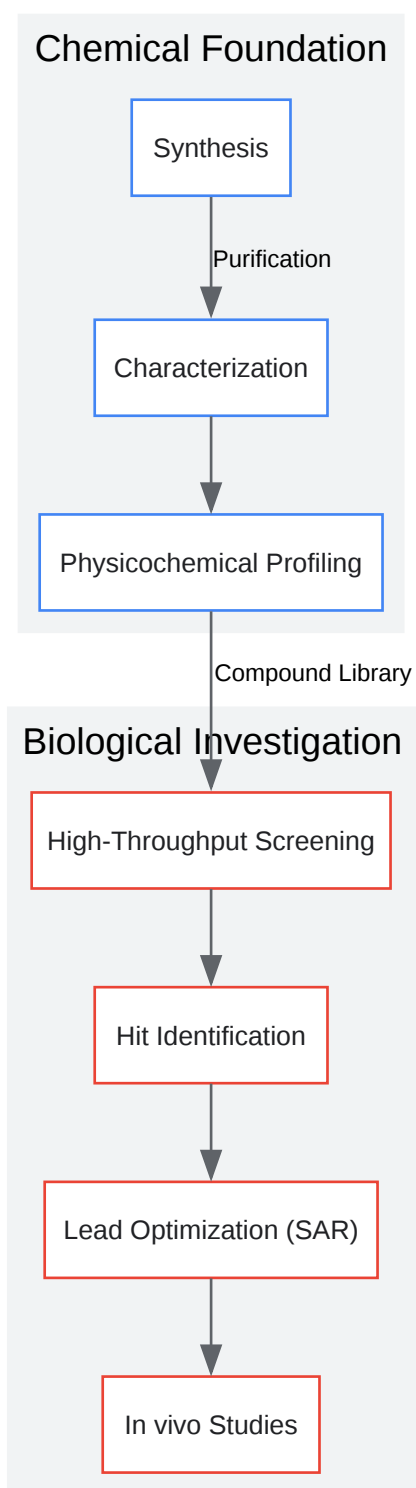 Chemical Foundation
Synthesis
Purification
Characterization
Physicochemical Profiling
Compound Library
Biological Investigation
High-Throughput Screening
Hit Identification
Lead Optimization (SAR)
In vivo Studies